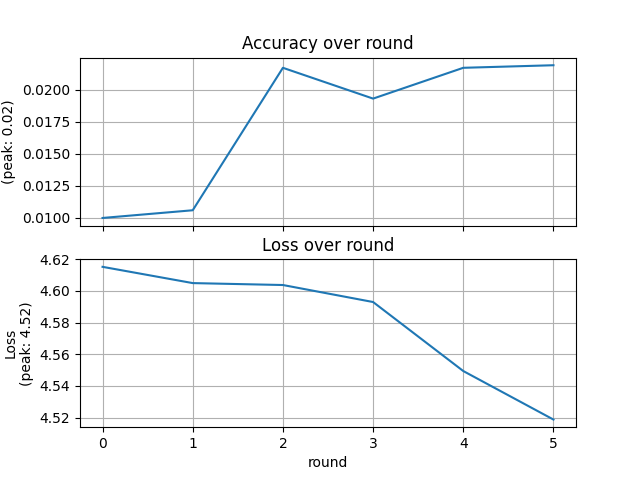 Accuracy over round
(peak: 0.02)
0.0200
0.0175
0.0150
0.0125
0.0100
Loss over round
Loss
(peak: 4.52)
4.62
4.60
4.58
4.56
4.54
4.52
0 1 2 3 4 5
round